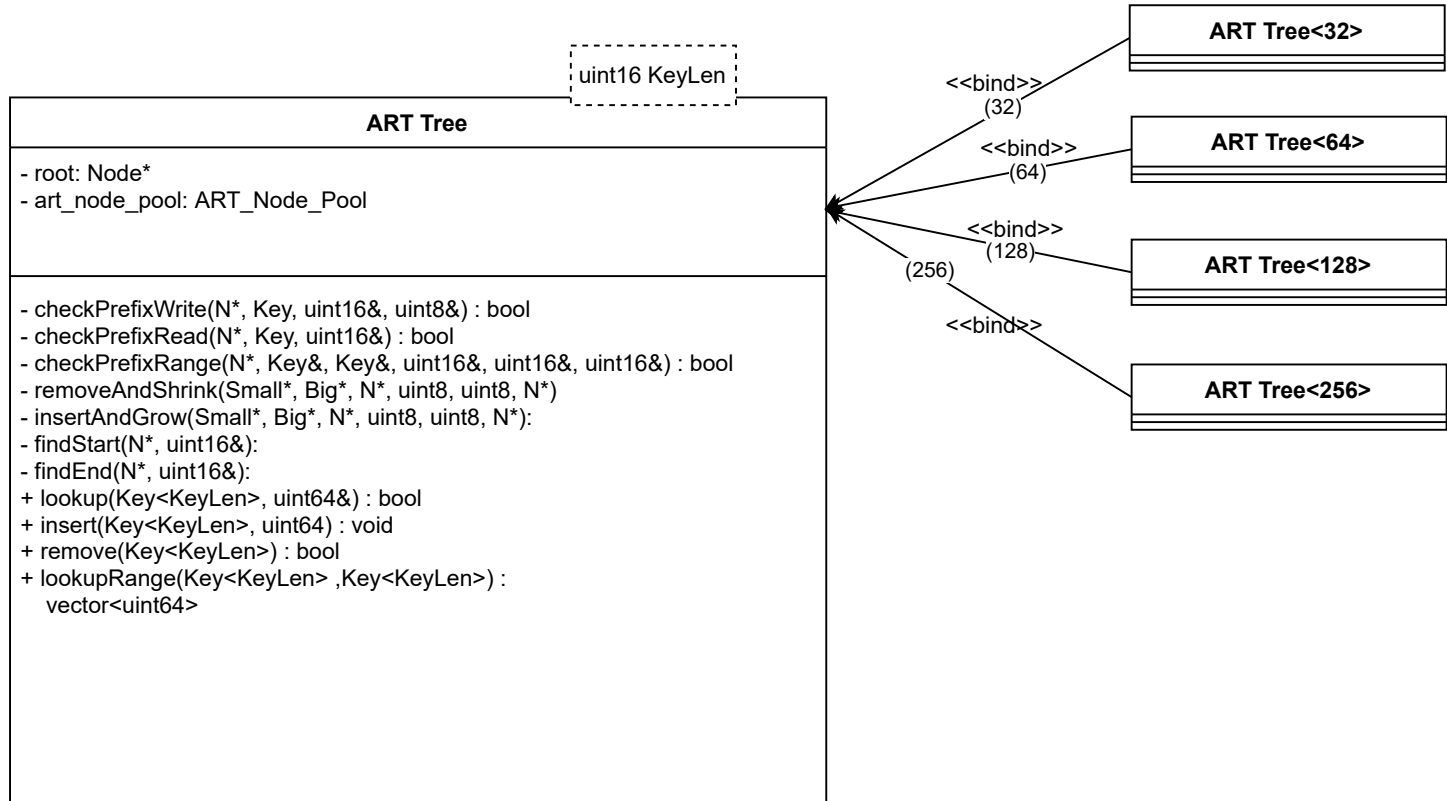 uint16 KeyLen
ART Tree
- root: Node*
- art_node_pool: ART_Node_Pool
- checkPrefixWrite(N*, Key, uint16&, uint8&) : bool
- checkPrefixRead(N*, Key, uint16&) : bool
- checkPrefixRange(N*, Key&, Key&, uint16&, uint16&, uint16&) : bool
- removeAndShrink(Small*, Big*, N*, uint8, uint8, N*)
- insertAndGrow(Small*, Big*, N*, uint8, uint8, N*):
- findStart(N*, uint16&):
- findEnd(N*, uint16&):
+ lookup(Key<KeyLen>, uint64&) : bool
+ insert(Key<KeyLen>, uint64) : void
+ remove(Key<KeyLen>) : bool
+ lookupRange(Key<KeyLen> ,Key<KeyLen>) :
vector<uint64>
<<bind>>
(32)
ART Tree<32>
<<bind>>
(64)
ART Tree<64>
<<bind>>
(128)
ART Tree<128>
(256)
<<bind>>
ART Tree<256>